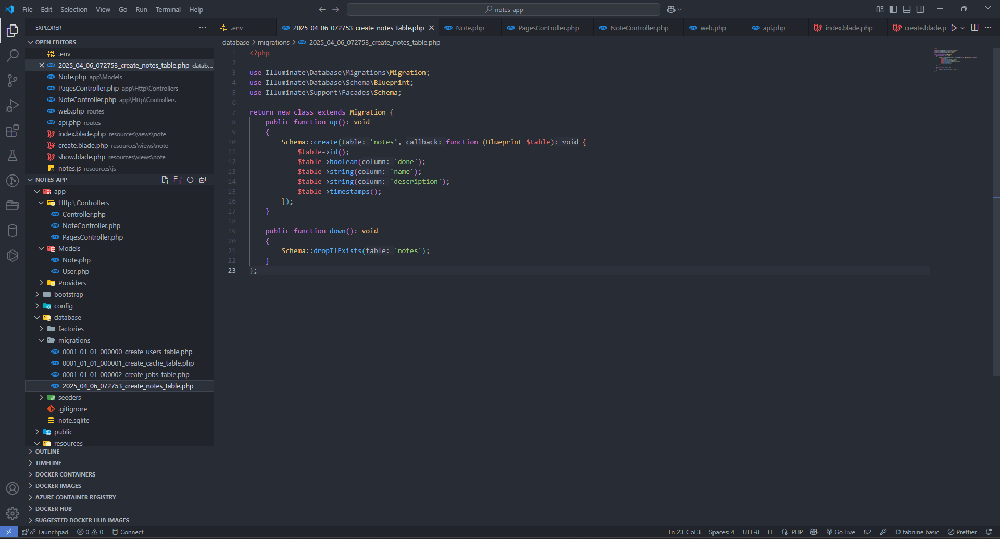 File Edit Selection View Go Run Terminal Help
notes-app
EXPLORER
OPEN EDITORS
.env
2025_04_06_072753_create_notes_table.php datab...
Note.php app\Models
PagesController.php app\Http\Controllers
NoteController.php app\Http\Controllers
web.php routes
api.php routes
index.blade.php resources\views\note
create.blade.php resources\views\note
show.blade.php resources\views\note
notes.js resources\js
NOTES-APP
app
Http \ Controllers
Controller.php
NoteController.php
PagesController.php
Models
Note.php
User.php
Providers
bootstrap
config
database
factories
migrations
0001_01_01_000000_create_users_table.php
0001_01_01_000001_create_cache_table.php
0001_01_01_000002_create_jobs_table.php
2025_04_06_072753_create_notes_table.php
seeders
.gitignore
note.sqlite
public
resources
OUTLINE
TIMELINE
DOCKER CONTAINERS
DOCKER IMAGES
AZURE CONTAINER REGISTRY
DOCKER HUB
SUGGESTED DOCKER HUB IMAGES
.env 2025_04_06_072753_create_notes_table.php Note.php PagesController.php NoteController.php web.php api.php index.blade.php create.blade.p
database > migrations > 2025_04_06_072753_create_notes_table.php
1 <?php
2
3 use Illuminate\Database\Migrations\Migration;
4 use Illuminate\Database\Schema\Blueprint;
5 use Illuminate\Support\Facades\Schema;
6
7 return new class extends Migration {
8 public function up(): void
9 {
10 Schema::create(table: 'notes', callback: function (Blueprint $table): void {
11 $table->id();
12 $table->boolean(column: 'done');
13 $table->string(column: 'name');
14 $table->string(column: 'description');
15 $table->timestamps();
16 });
17 }
18
19 public function down(): void
20 {
21 Schema::dropIfExists(table: 'notes');
22 }
23 };
Launchpad 0 0 Connect
Ln 23, Col 3 Spaces: 4 UTF-8 LF {} PHP Go Live 8.2 tabnine basic Prettier